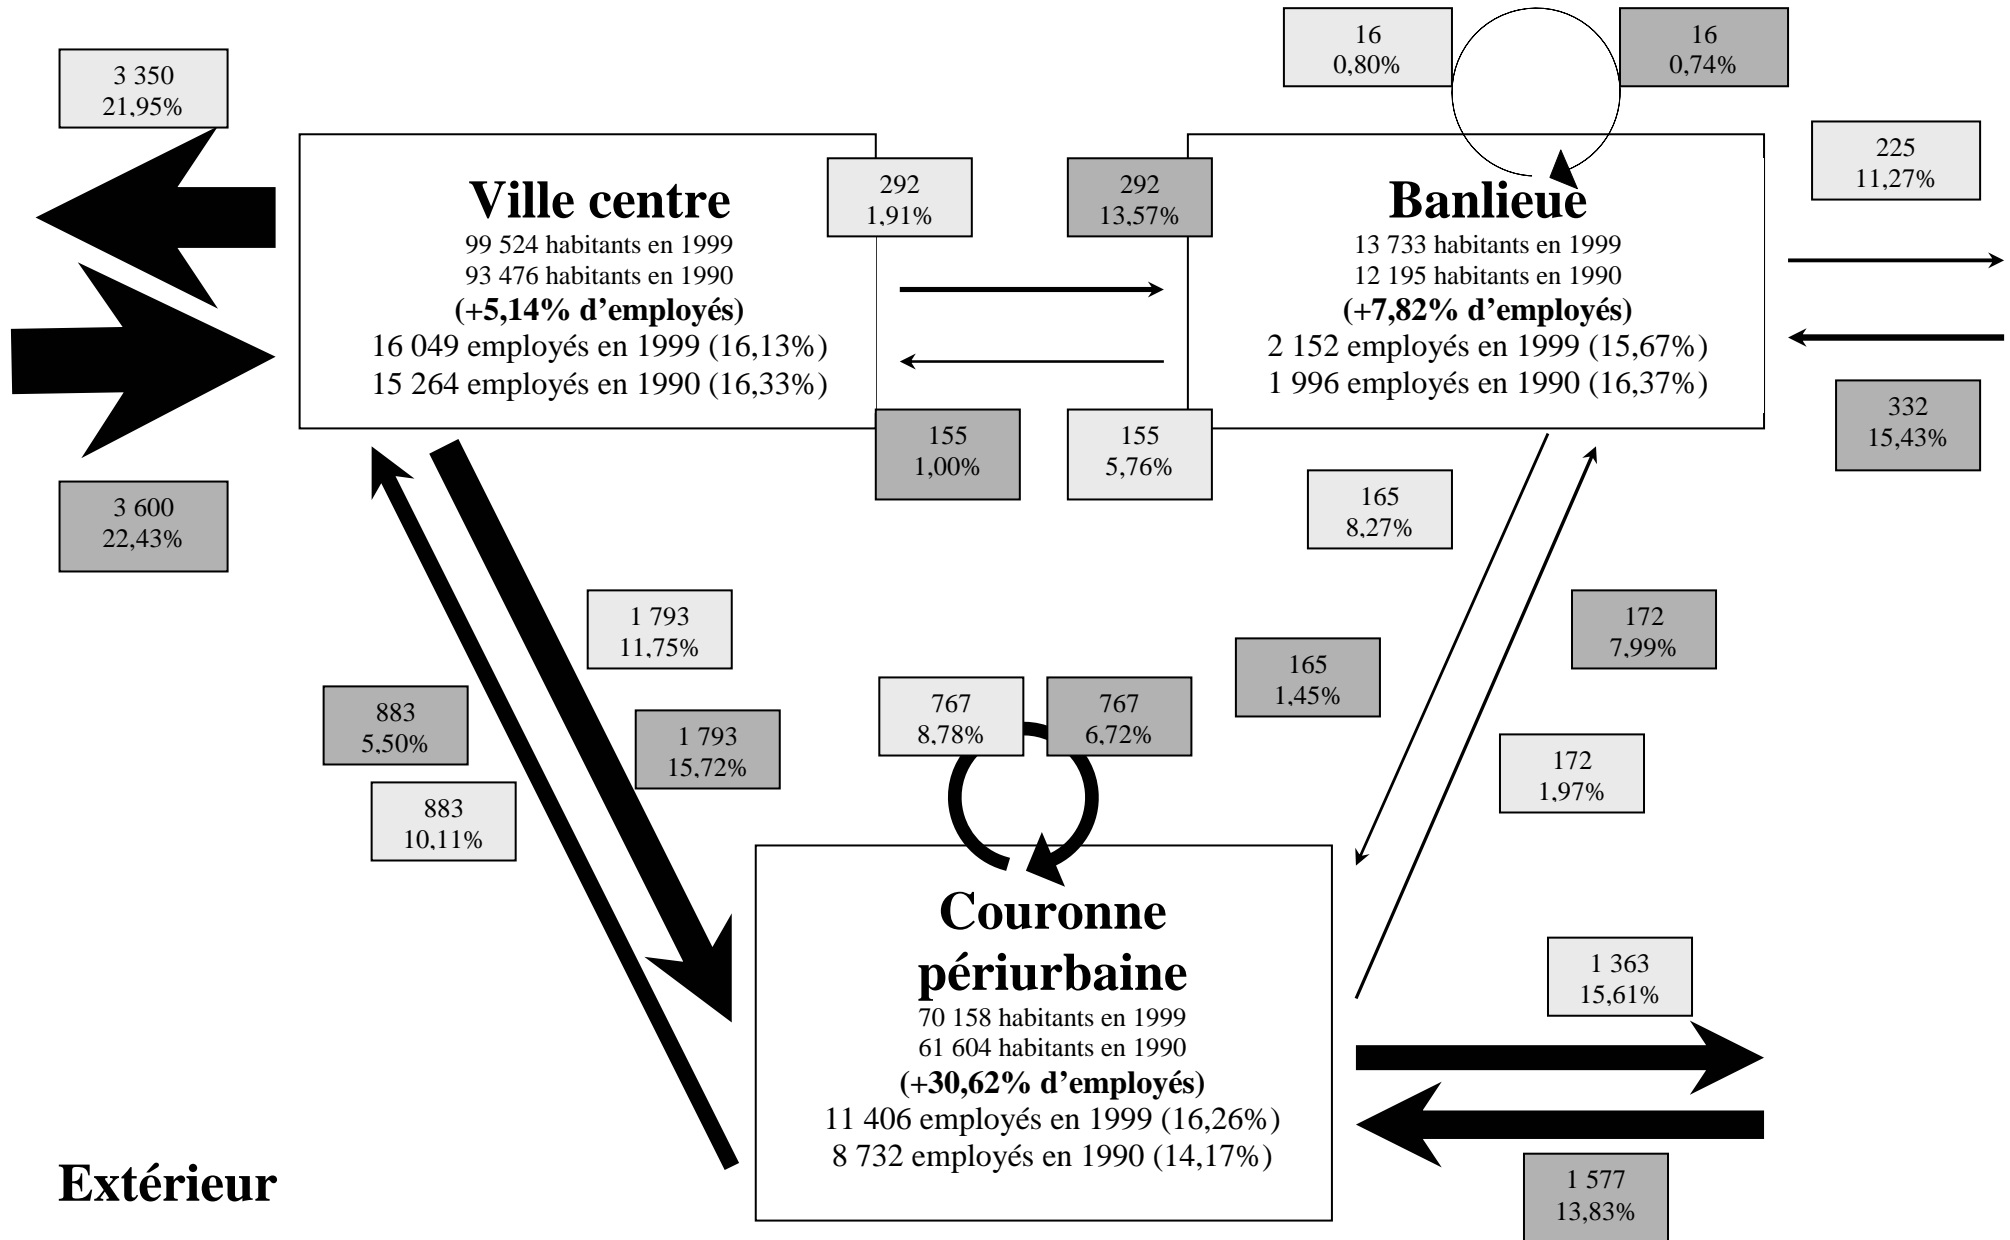 3 350
21,95%
16
0,80%
16
0,74%
225
11,27%
Ville centre
99 524 habitants en 1999
93 476 habitants en 1990
(+5,14% d’employés)
16 049 employés en 1999 (16,13%)
15 264 employés en 1990 (16,33%)
292
1,91%
292
13,57%
Banlieue
13 733 habitants en 1999
12 195 habitants en 1990
(+7,82% d’employés)
2 152 employés en 1999 (15,67%)
1 996 employés en 1990 (16,37%)
332
15,43%
155
1,00%
155
5,76%
3 600
22,43%
165
8,27%
1 793
11,75%
172
7,99%
165
1,45%
883
5,50%
1 793
15,72%
767
8,78%
767
6,72%
172
1,97%
883
10,11%
Couronne
périurbaine
70 158 habitants en 1999
61 604 habitants en 1990
(+30,62% d’employés)
11 406 employés en 1999 (16,26%)
8 732 employés en 1990 (14,17%)
1 363
15,61%
1 577
13,83%
Extérieur